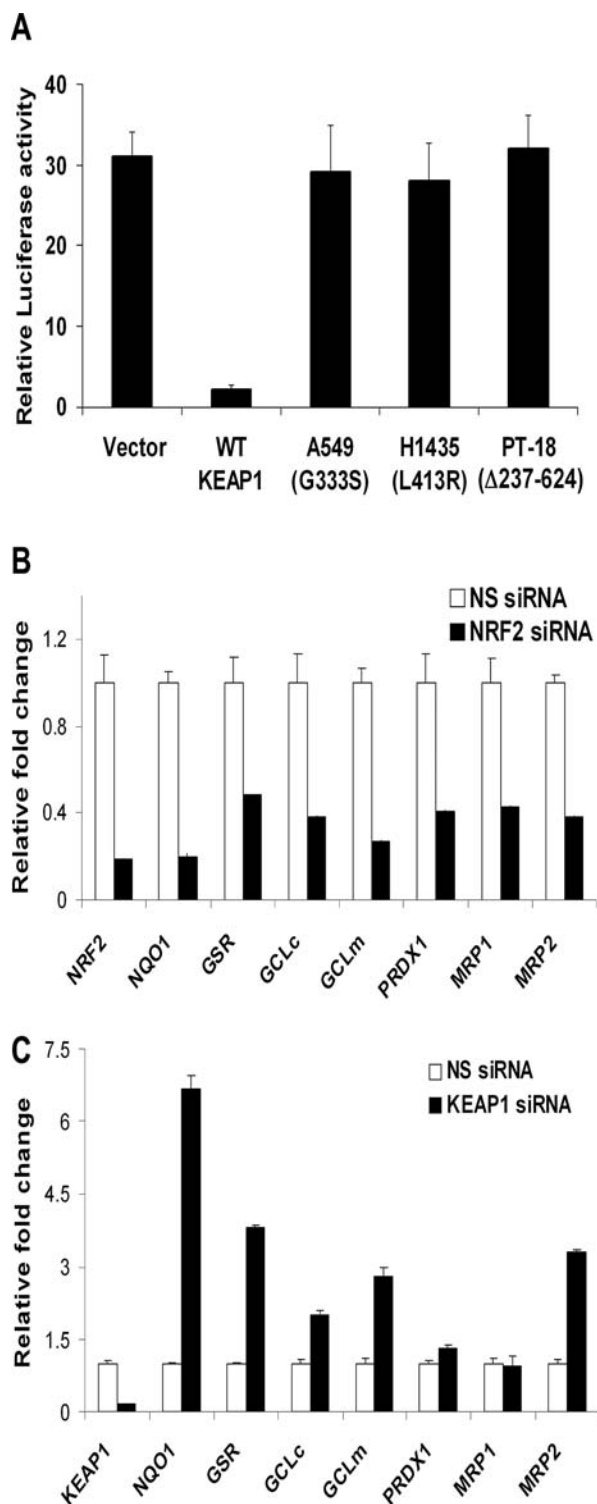 A
Relative Luciferase activity
40
30
20
10
0
Vector
WT
KEAP1
A549
(G333S)
H1435
(L413R)
PT-18
(Δ237-624)
B
NS siRNA
NRF2 siRNA
Relative fold change
1.2
0.8
0.4
0
NRF2
NQO1
GSR
GCLc
GCLm
PRDX1
MRP1
MRP2
C
NS siRNA
KEAP1 siRNA
Relative fold change
7.5
6
4.5
3
1.5
0
KEAP1
NQO1
GSR
GCLc
GCLm
PRDX1
MRP1
MRP2